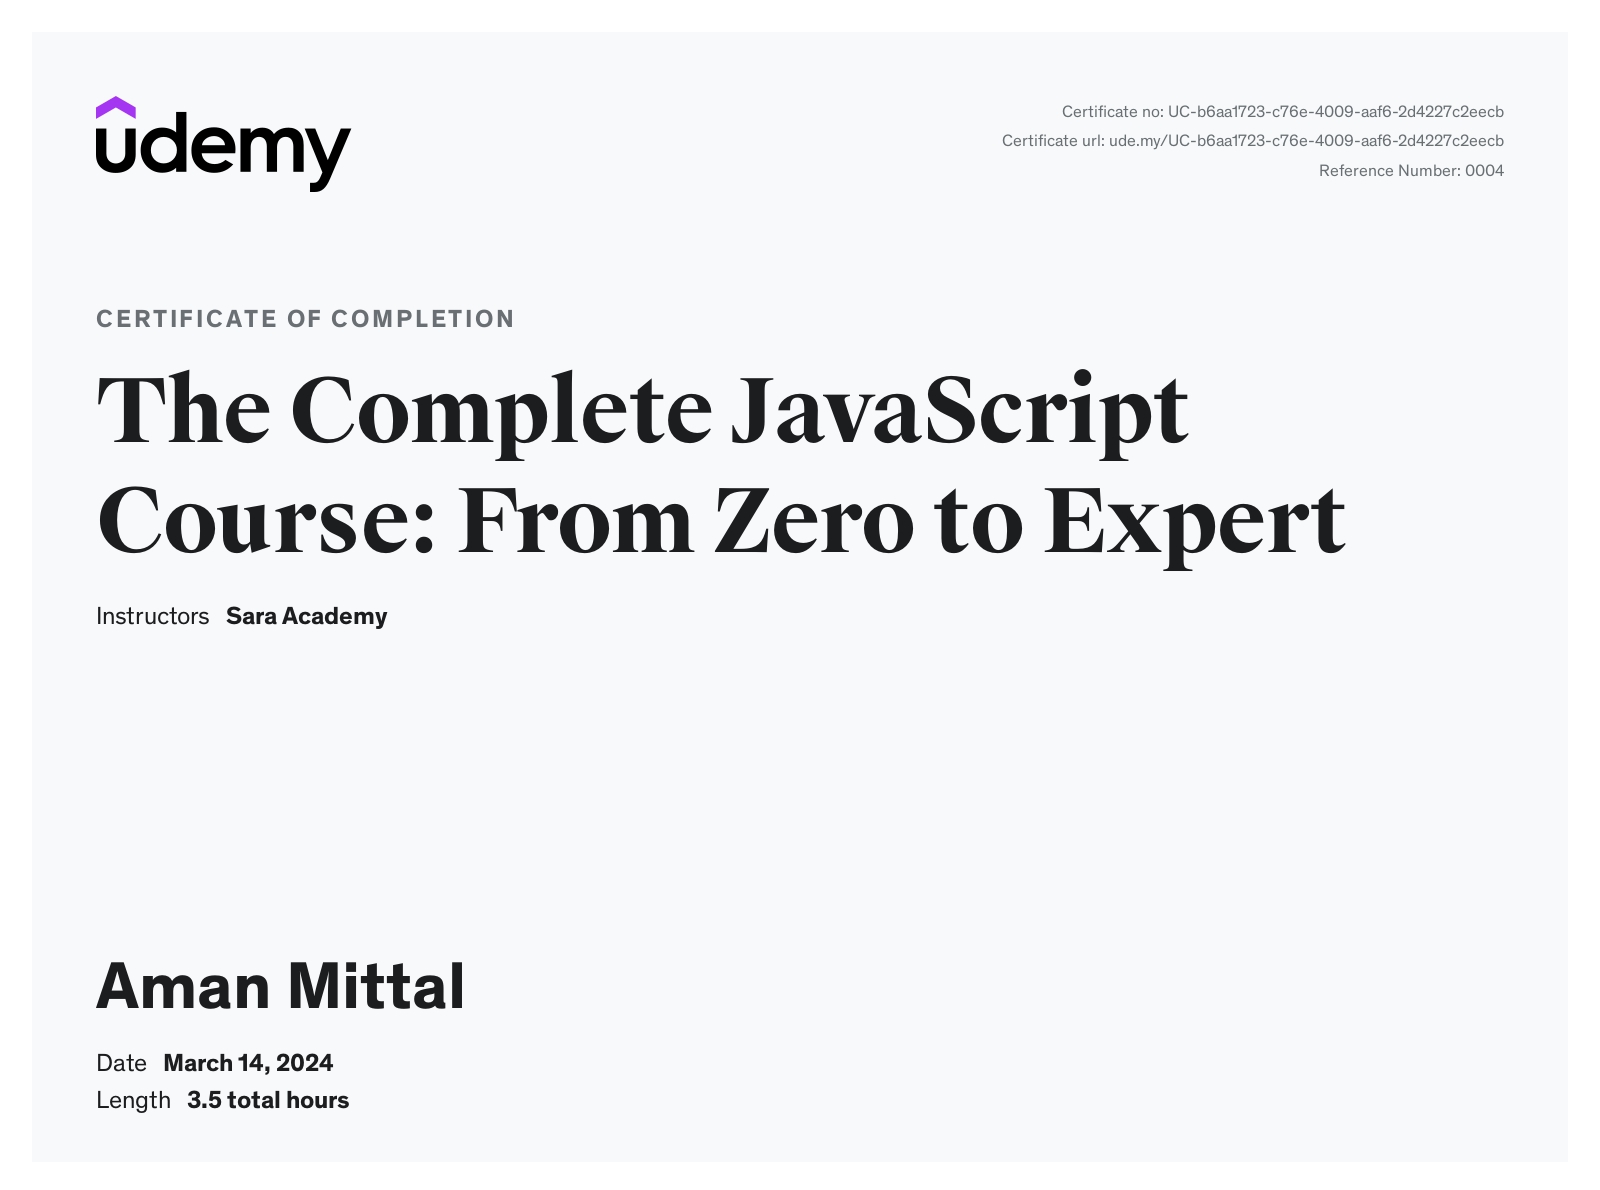 udemy
Certificate no: UC-b6aa1723-c76e-4009-aaf6-2d4227c2eecb
Certificate url: ude.my/UC-b6aa1723-c76e-4009-aaf6-2d4227c2eecb
Reference Number: 0004
CERTIFICATE OF COMPLETION
The Complete JavaScript
Course: From Zero to Expert
Instructors Sara Academy
Aman Mittal
Date March 14, 2024
Length 3.5 total hours